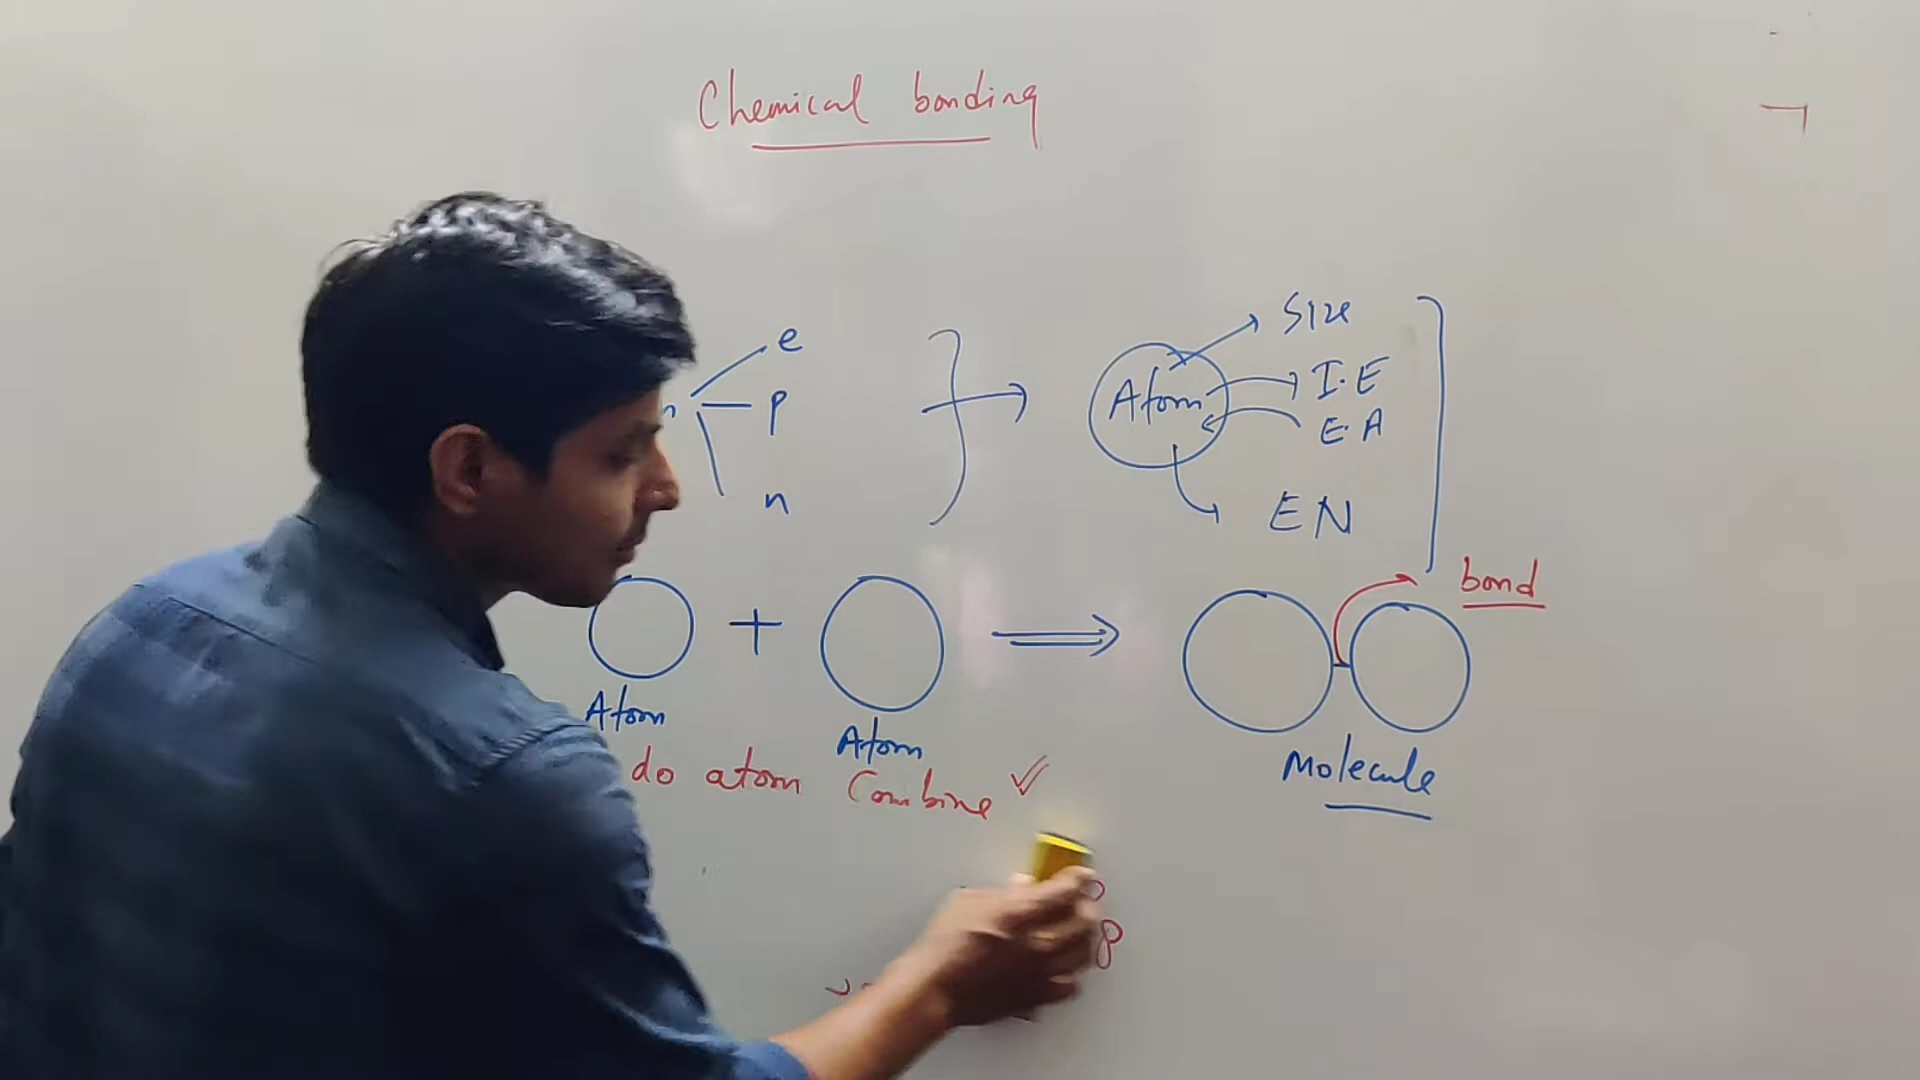 Chemical bonding
e
p
n
Atom
Size
I.E
E.A
EN
+
bond
Atom
Atom
Molecule
do atom Combine